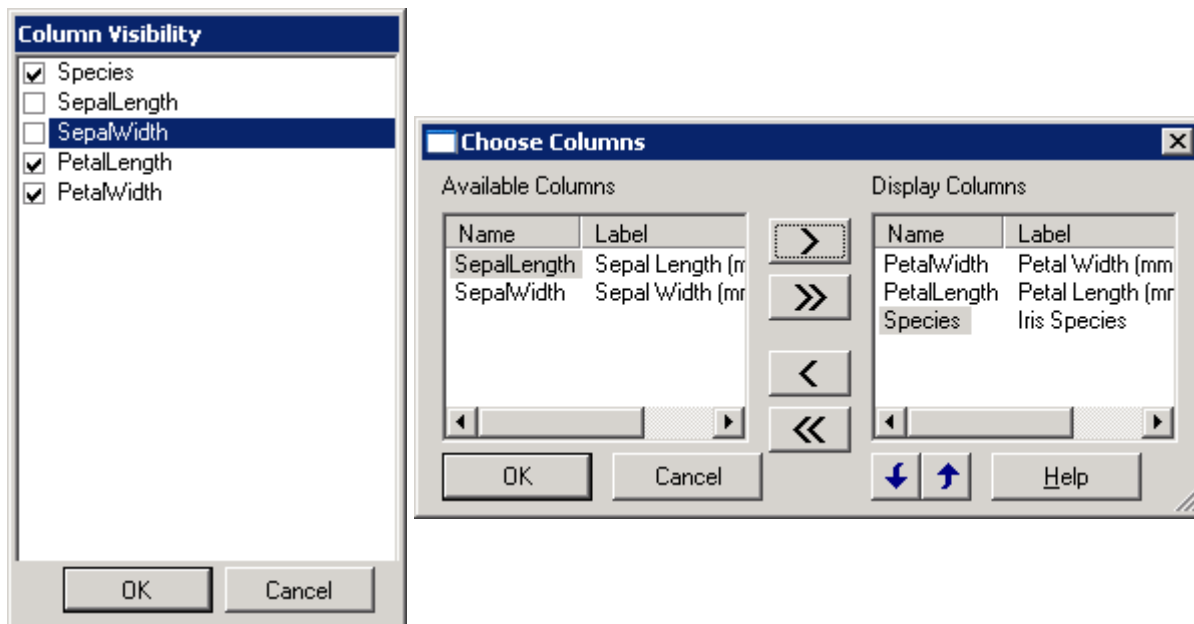 Column Visibility
Species
SepalLength
SepalWidth
PetalLength
PetalWidth
OK Cancel
Choose Columns
Available Columns Display Columns
Name Label Name Label
SepalLength Sepal Length (m PetalWidth Petal Width (mm
SepalWidth Sepal Width (mr PetalLength Petal Length (mr
Species Iris Species
OK Cancel Help